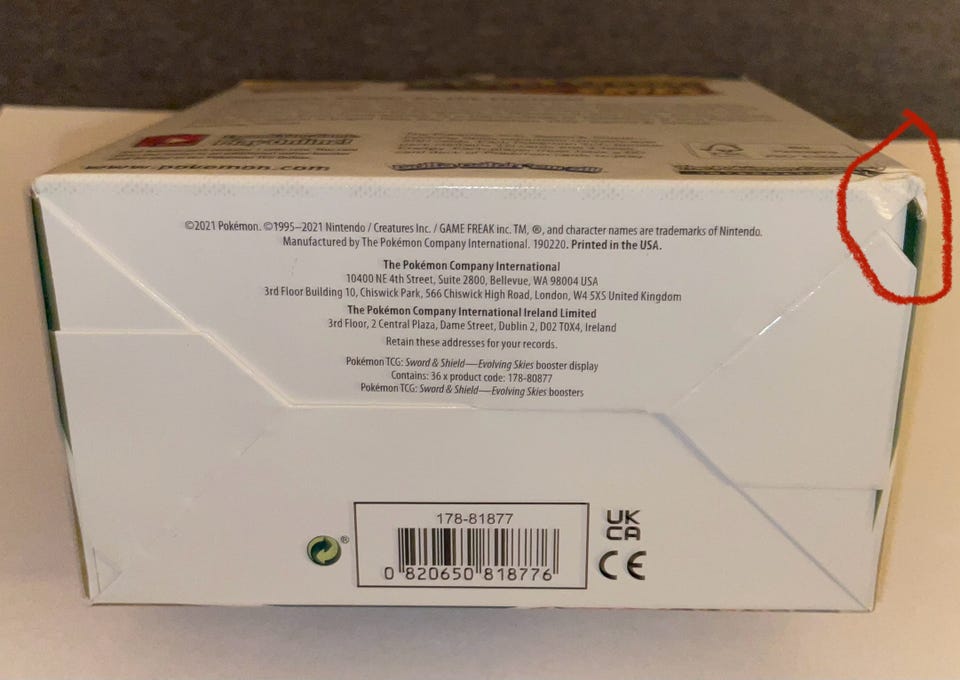 Play Online!
www.pokemon.com
©2021 Pokémon. ©1995–2021 Nintendo / Creatures Inc. / GAME FREAK inc. TM, ®, and character names are trademarks of Nintendo.
Manufactured by The Pokémon Company International. 190220. Printed in the USA.
The Pokémon Company International
10400 NE 4th Street, Suite 2800, Bellevue, WA 98004 USA
3rd Floor Building 10, Chiswick Park, 566 Chiswick High Road, London, W4 5XS United Kingdom
The Pokémon Company International Ireland Limited
3rd Floor, 2 Central Plaza, Dame Street, Dublin 2, D02 T0X4, Ireland
Retain these addresses for your records.
Pokémon TCG: Sword & Shield—Evolving Skies booster display
Contains: 36 x product code: 178-80877
Pokémon TCG: Sword & Shield—Evolving Skies boosters
178-81877
0 820650 818776
®
UK
CA
CE